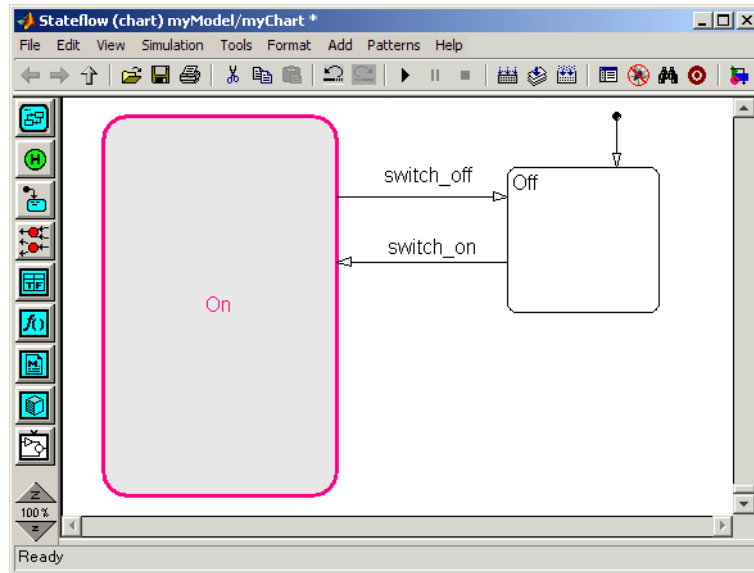 Stateflow (chart) myModel/myChart *
File Edit View Simulation Tools Format Add Patterns Help
switch_off
Off
switch_on
On
H
TF
f()
M
Z
100 %
z
Ready